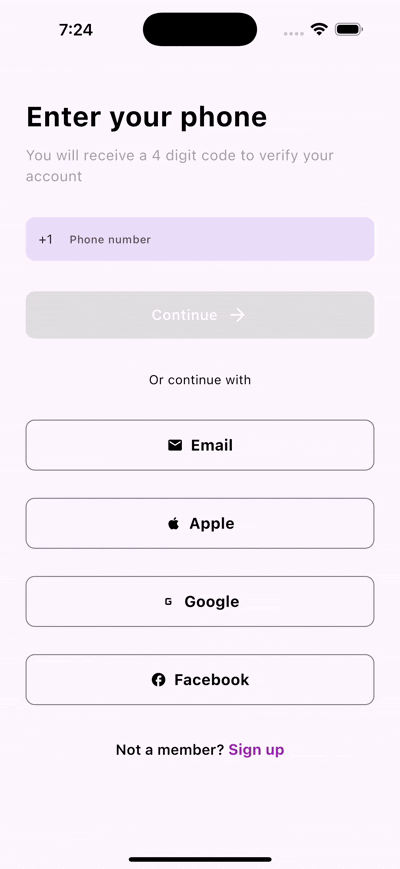 7:24
Enter your phone
You will receive a 4 digit code to verify your
account
+1 Phone number
Continue
Or continue with
Email
Apple
G Google
Facebook
Not a member? Sign up